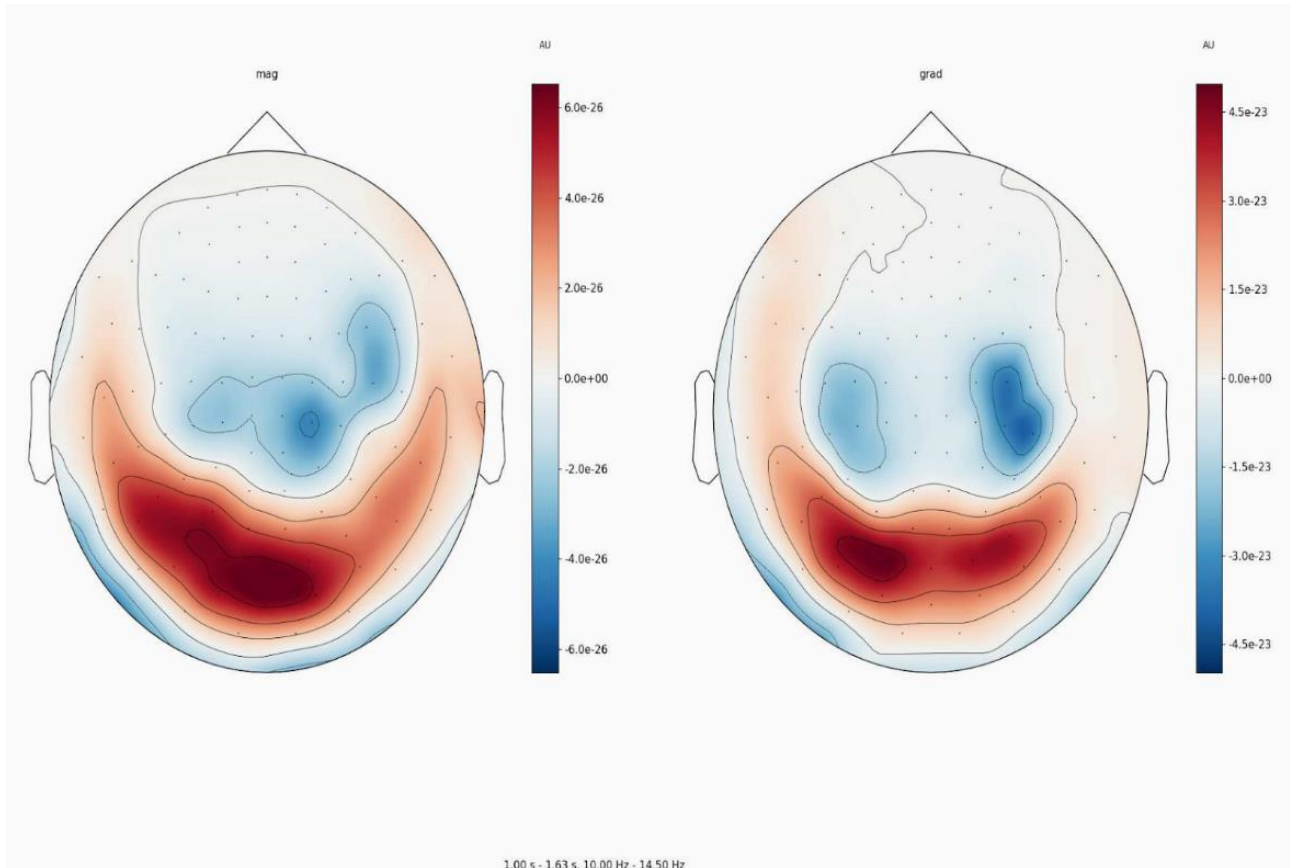 AU
AU
mag
grad
6.0e-26
4.0e-26
2.0e-26
0.0e+00
-2.0e-26
-4.0e-26
-6.0e-26
4.5e-23
3.0e-23
1.5e-23
0.0e+00
-1.5e-23
-3.0e-23
-4.5e-23
1.00 s - 1.63 s, 10.00 Hz - 14.50 Hz